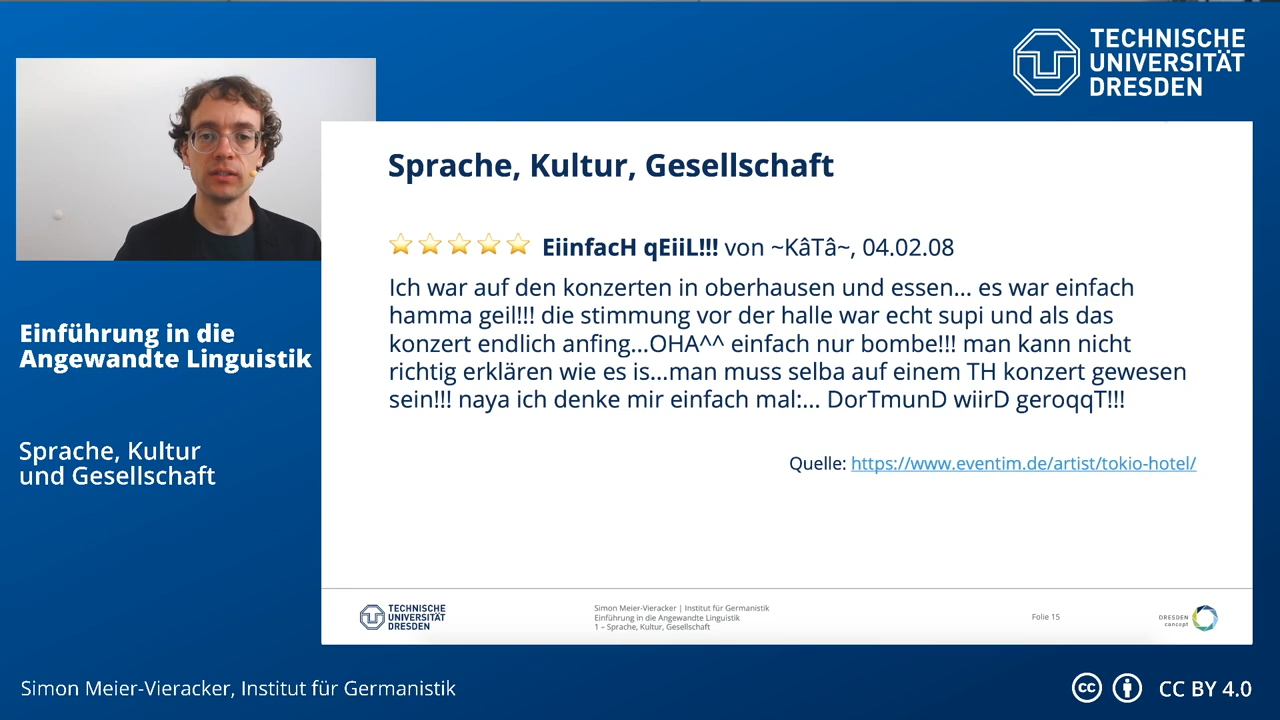 TECHNISCHE
UNIVERSITÄT
DRESDEN
Sprache, Kultur, Gesellschaft
EiinfacH qEiiL!!! von ~KâTâ~, 04.02.08
Ich war auf den konzerten in oberhausen und essen... es war einfach
hamma geil!!! die stimmung vor der halle war echt supi und als das
konzert endlich anfing...OHA^^ einfach nur bombe!!! man kann nicht
richtig erklären wie es is...man muss selba auf einem TH konzert gewesen
sein!!! naya ich denke mir einfach mal:... DorTmunD wiirD geroqqT!!!
Quelle: https://www.eventim.de/artist/tokio-hotel/
Einführung in die
Angewandte Linguistik
Sprache, Kultur
und Gesellschaft
TECHNISCHE
UNIVERSITÄT
DRESDEN
Simon Meier-Vieracker | Institut für Germanistik
Einführung in die Angewandte Linguistik
1 – Sprache, Kultur, Gesellschaft
Folie 15
DRESDEN
concept
Simon Meier-Vieracker, Institut für Germanistik
cc CC BY 4.0